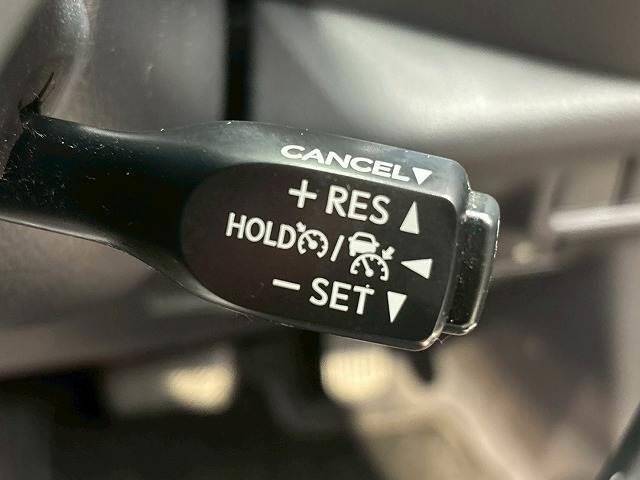 CANCEL▼
+ RES ▲
HOLD / ◀
− SET ▼